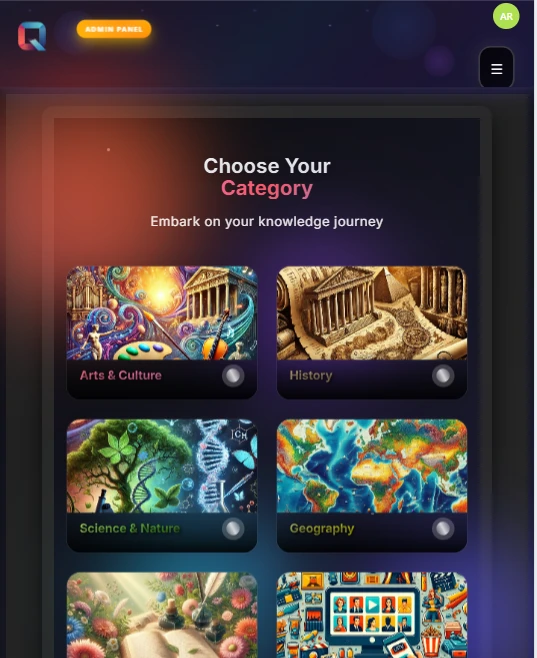 AR
ADMIN PANEL
Choose Your
Category
Embark on your knowledge journey
Arts & Culture
History
Science & Nature
Geography